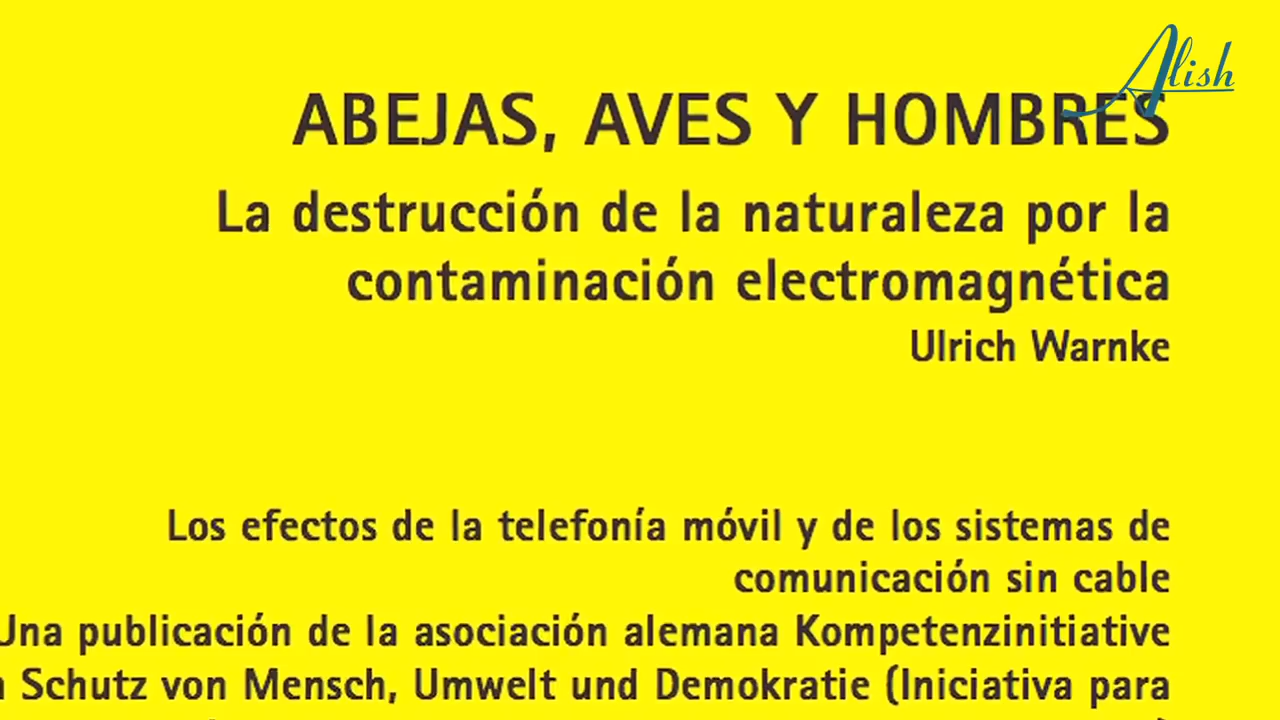 Alish
ABEJAS, AVES Y HOMBRES
La destrucción de la naturaleza por la
contaminación electromagnética
Ulrich Warnke
Los efectos de la telefonía móvil y de los sistemas de
comunicación sin cable
Una publicación de la asociación alemana Kompetenzinitiative
Schutz von Mensch, Umwelt und Demokratie (Iniciativa para